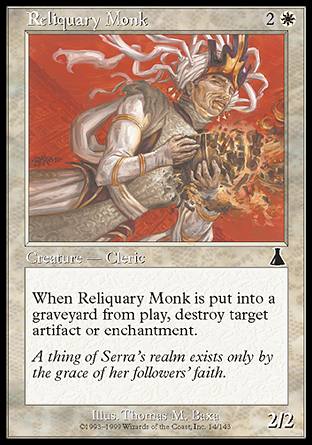 Reliquary Monk 2
Creature — Cleric
When Reliquary Monk is put into a
graveyard from play, destroy target
artifact or enchantment.
A thing of Serra's realm exists only by
the grace of her followers' faith.
2/2
Illus. Thomas M. Baxa
©1993-1999 Wizards of the Coast, Inc. 14/143